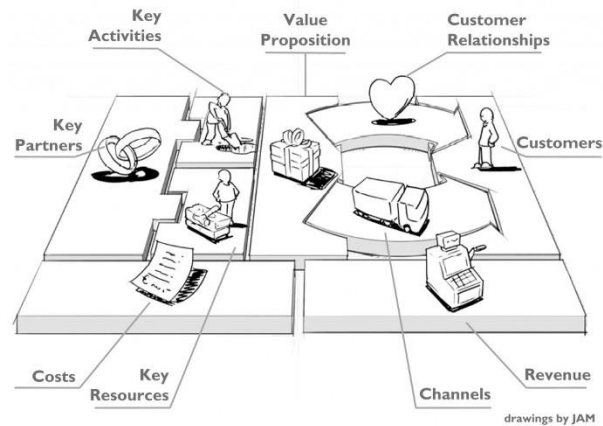 Key
Activities
Value
Proposition
Customer
Relationships
Key
Partners
Customers
Costs
Key
Resources
Channels
Revenue
drawings by JAM